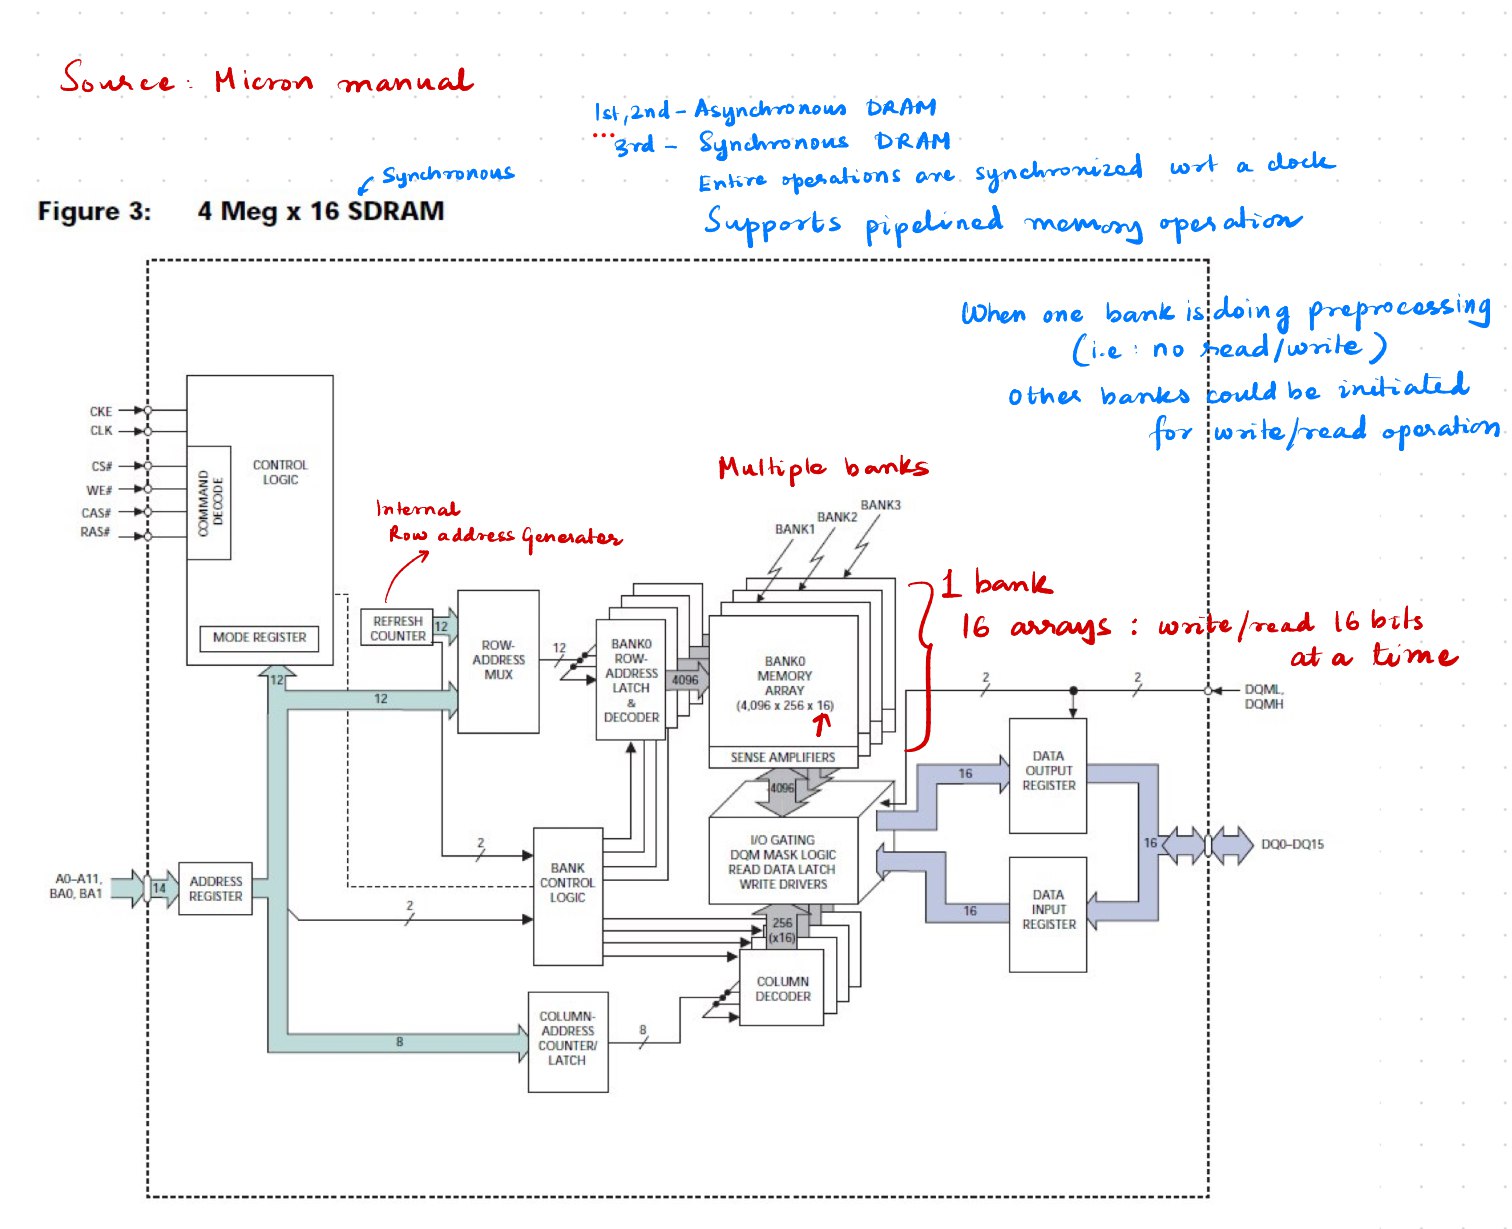 Source: Micron manual
1st, 2nd - Asynchronous DRAM
3rd - Synchronous DRAM
Entire operations are synchronized wrt a clock
Supports pipelined memory operation
Synchronous
Figure 3: 4 Meg x 16 SDRAM
When one bank is doing preprocessing
(i.e: no read/write)
Other banks could be initiated
for write/read operation
CKE
CLK
CS#
WE#
CAS#
RAS#
COMMAND
DECODE
CONTROL
LOGIC
MODE REGISTER
12
Internal
Row address Generator
REFRESH
COUNTER
12
12
ROW-
ADDRESS
MUX
12
BANK0
ROW-
ADDRESS
LATCH
&
DECODER
4096
Multiple banks
BANK1
BANK2
BANK3
BANK0
MEMORY
ARRAY
(4,096 x 256 x 16)
SENSE AMPLIFIERS
1 bank
16 arrays : write/read 16 bits
at a time
4096
I/O GATING
DQM MASK LOGIC
READ DATA LATCH
WRITE DRIVERS
2
2
DQML,
DQMH
16
DATA
OUTPUT
REGISTER
16
DQ0–DQ15
16
DATA
INPUT
REGISTER
A0–A11,
BA0, BA1
14
ADDRESS
REGISTER
2
2
BANK
CONTROL
LOGIC
256
(x16)
COLUMN
DECODER
8
COLUMN-
ADDRESS
COUNTER/
LATCH
8